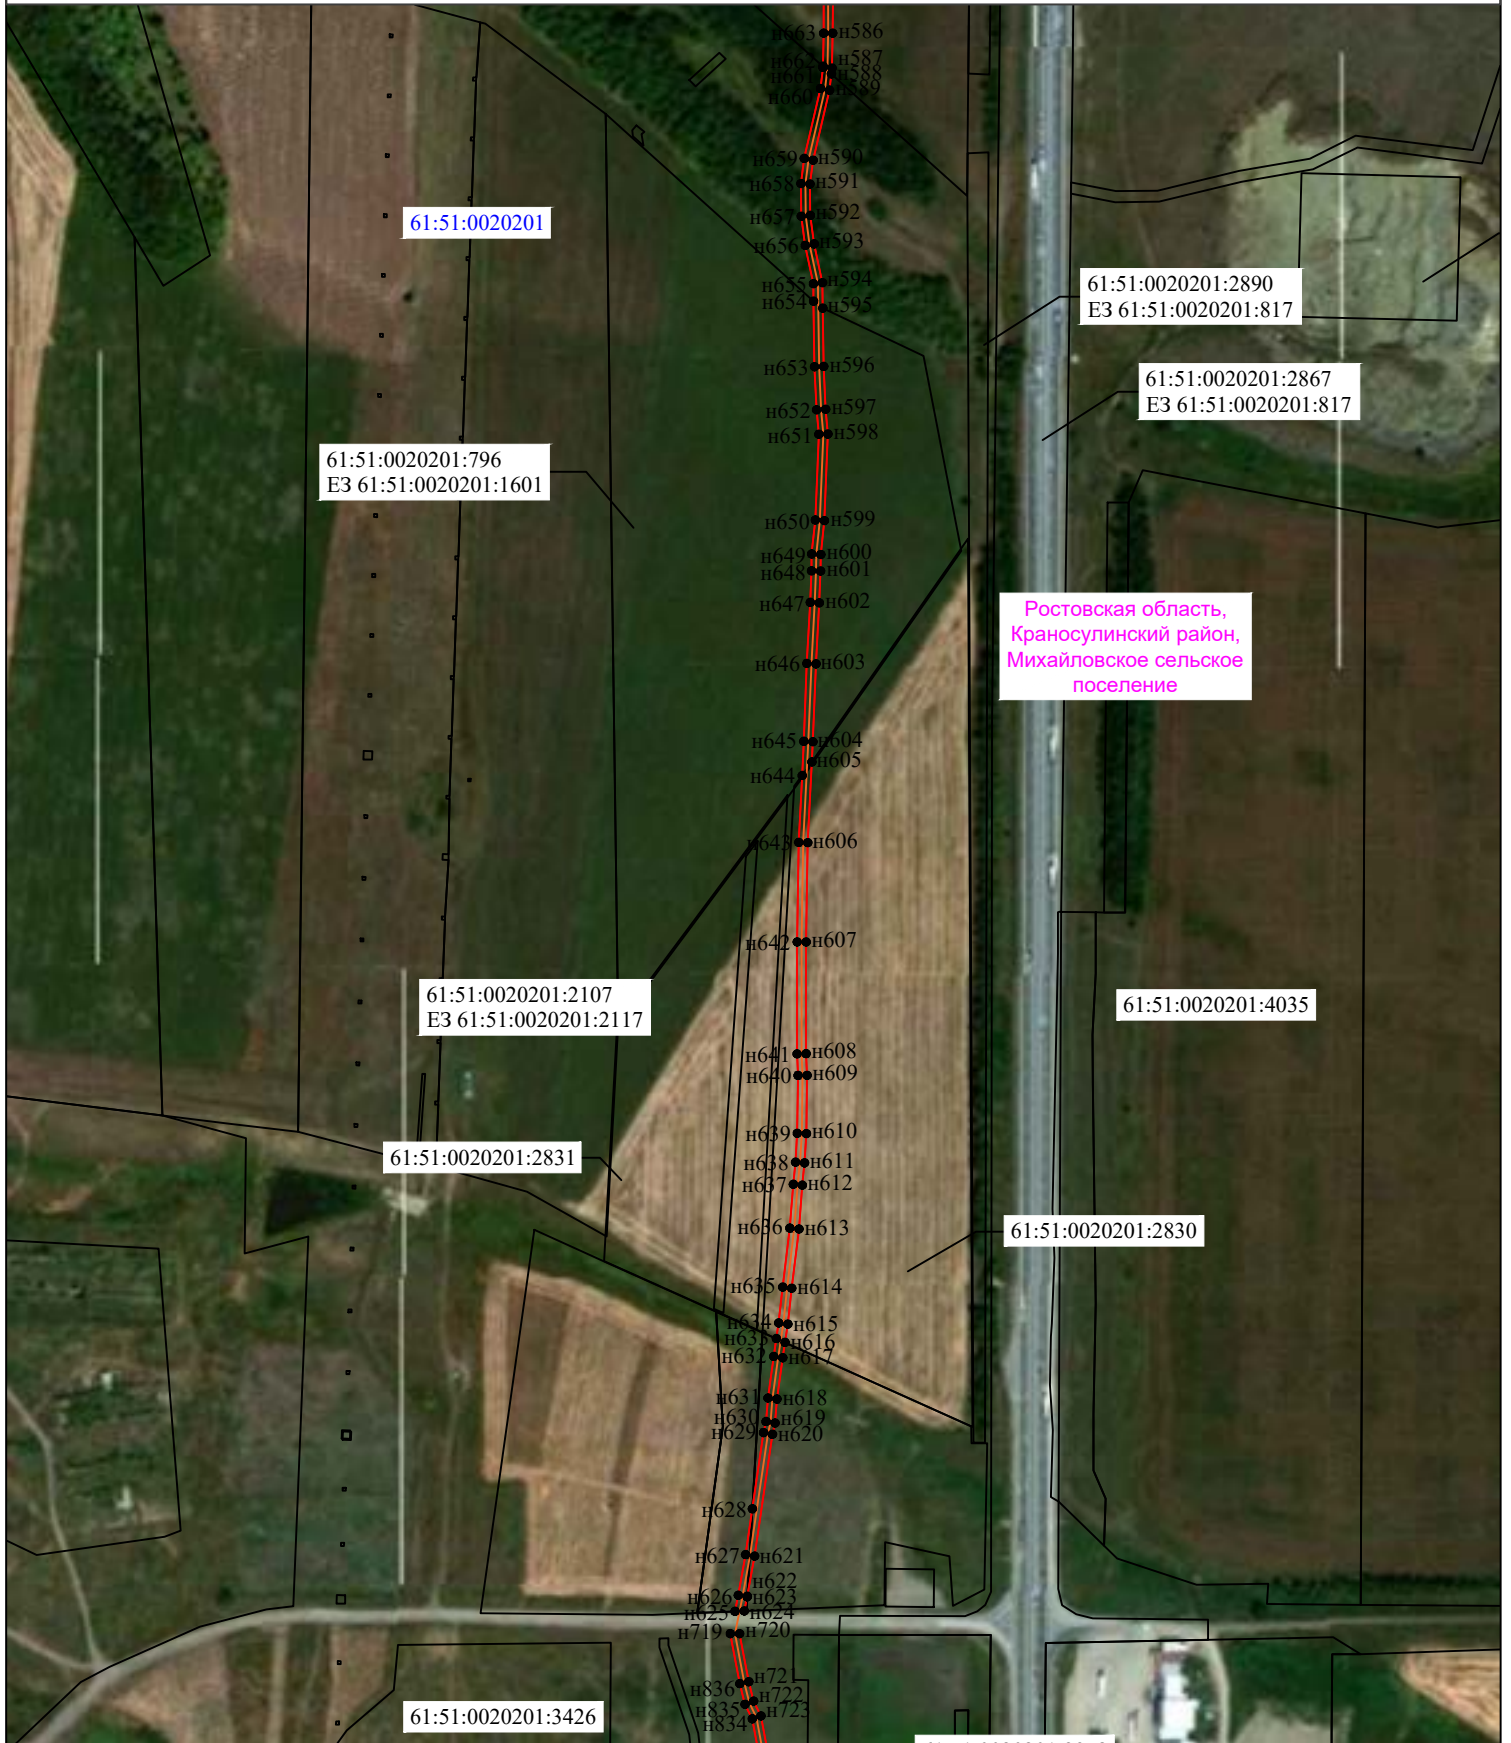 н663
н586
н662
н587
н661
н588
н660
н589
н659
н590
н658
н591
н657
н592
н656
н593
61:51:0020201
н655
н594
н654
н595
61:51:0020201:2890
ЕЗ 61:51:0020201:817
н653
н596
61:51:0020201:2867
ЕЗ 61:51:0020201:817
н652
н597
н651
н598
61:51:0020201:796
ЕЗ 61:51:0020201:1601
н650
н599
н649
н600
н648
н601
н647
н602
Ростовская область,
Краносулинский район,
Михайловское сельское
поселение
н646
н603
н645
н604
н605
н644
н643
н606
н642
н607
61:51:0020201:2107
ЕЗ 61:51:0020201:2117
61:51:0020201:4035
н641
н608
н640
н609
н639
н610
61:51:0020201:2831
н638
н611
н637
н612
н636
н613
61:51:0020201:2830
н635
н614
н634
н615
н633
н616
н632
н617
н631
н618
н630
н619
н629
н620
н628
н627
н621
н622
н626
н623
н625
н624
н719
н720
н721
н836
н722
н835
н723
н834
61:51:0020201:3426